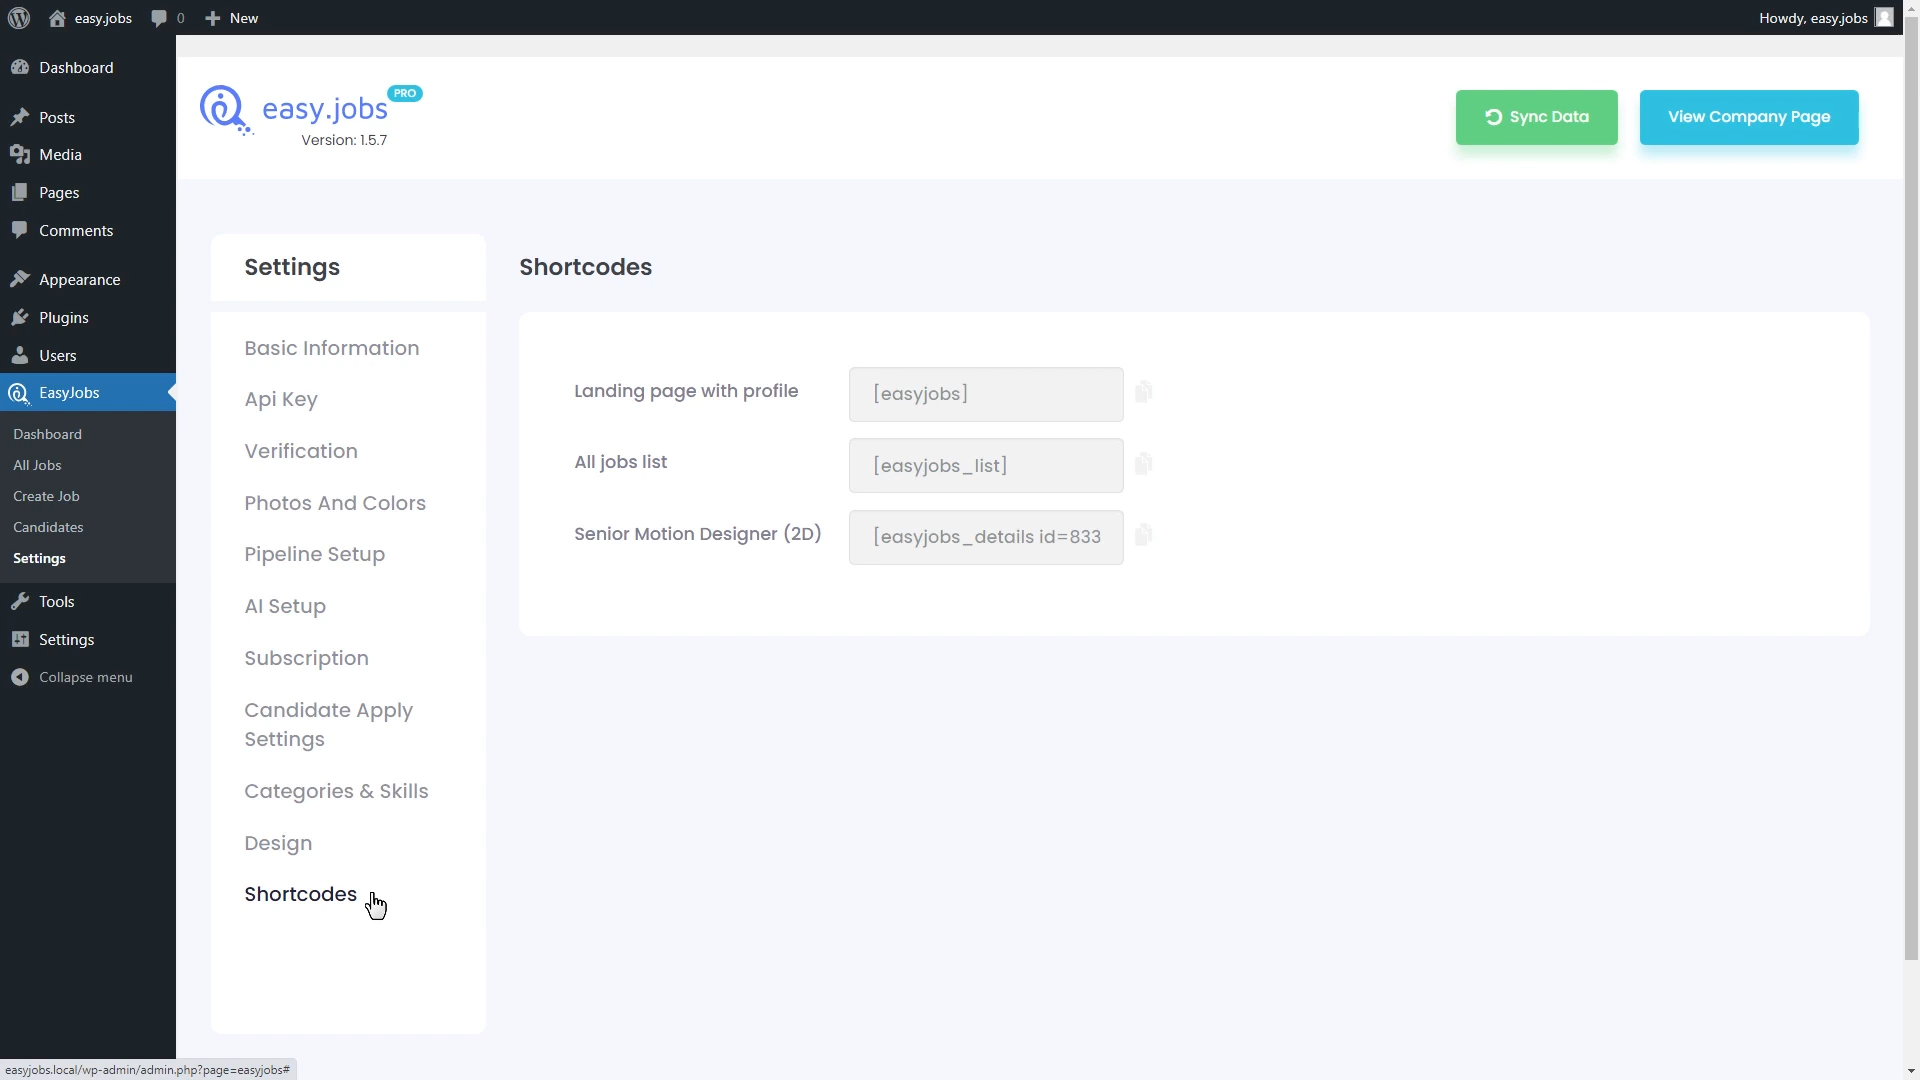 easy.jobs
0
New
Howdy, easy.jobs
Dashboard
Posts
Media
Pages
Comments
Appearance
Plugins
Users
EasyJobs
Dashboard
All Jobs
Create Job
Candidates
Settings
Tools
Settings
Collapse menu
easy.jobs
PRO
Version: 1.5.7
Sync Data
View Company Page
Settings
Basic Information
Api Key
Verification
Photos And Colors
Pipeline Setup
AI Setup
Subscription
Candidate Apply
Settings
Categories & Skills
Design
Shortcodes
Shortcodes
Landing page with profile
[easyjobs]
All jobs list
[easyjobs_list]
Senior Motion Designer (2D)
[easyjobs_details id=833
easyjobs.local/wp-admin/admin.php?page=easyjobs#